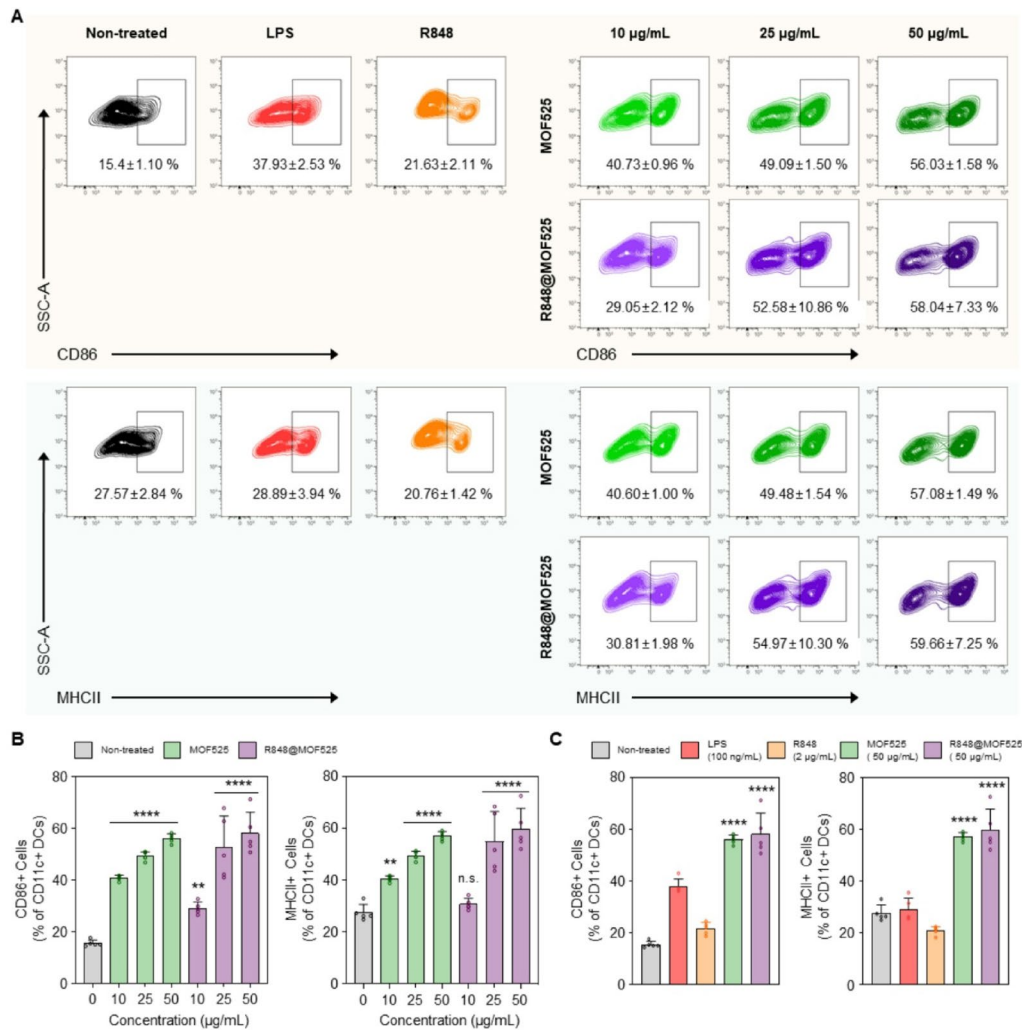 A
Non-treated LPS R848 10 µg/mL 25 µg/mL 50 µg/mL
MOF525
15.4±1.10 % 37.93±2.53 % 21.63±2.11 % 40.73±0.96 % 49.09±1.50 % 56.03±1.58 %
R848@MOF525
29.05±2.12 % 52.58±10.86 % 58.04±7.33 %
SSC-A
CD86 CD86
MOF525
27.57±2.84 % 28.89±3.94 % 20.76±1.42 % 40.60±1.00 % 49.48±1.54 % 57.08±1.49 %
R848@MOF525
30.81±1.98 % 54.97±10.30 % 59.66±7.25 %
SSC-A
MHCII MHCII
B
Non-treated MOF525 R848@MOF525
CD86+ Cells
(% of CD11c+ DCs)
80
60
40
20
0
**** ** ****
0 10 25 50 10 25 50
Concentration (µg/mL)
MHCII+ Cells
(% of CD11c+ DCs)
80
60
40
20
0
** **** n.s. ****
0 10 25 50 10 25 50
Concentration (µg/mL)
C
Non-treated LPS (100 ng/mL) R848 (2 µg/mL) MOF525 ( 50 µg/mL) R848@MOF525 ( 50 µg/mL)
CD86+ Cells
(% of CD11c+ DCs)
80
60
40
20
0
**** ****
MHCII+ Cells
(% of CD11c+ DCs)
80
60
40
20
0
**** ****